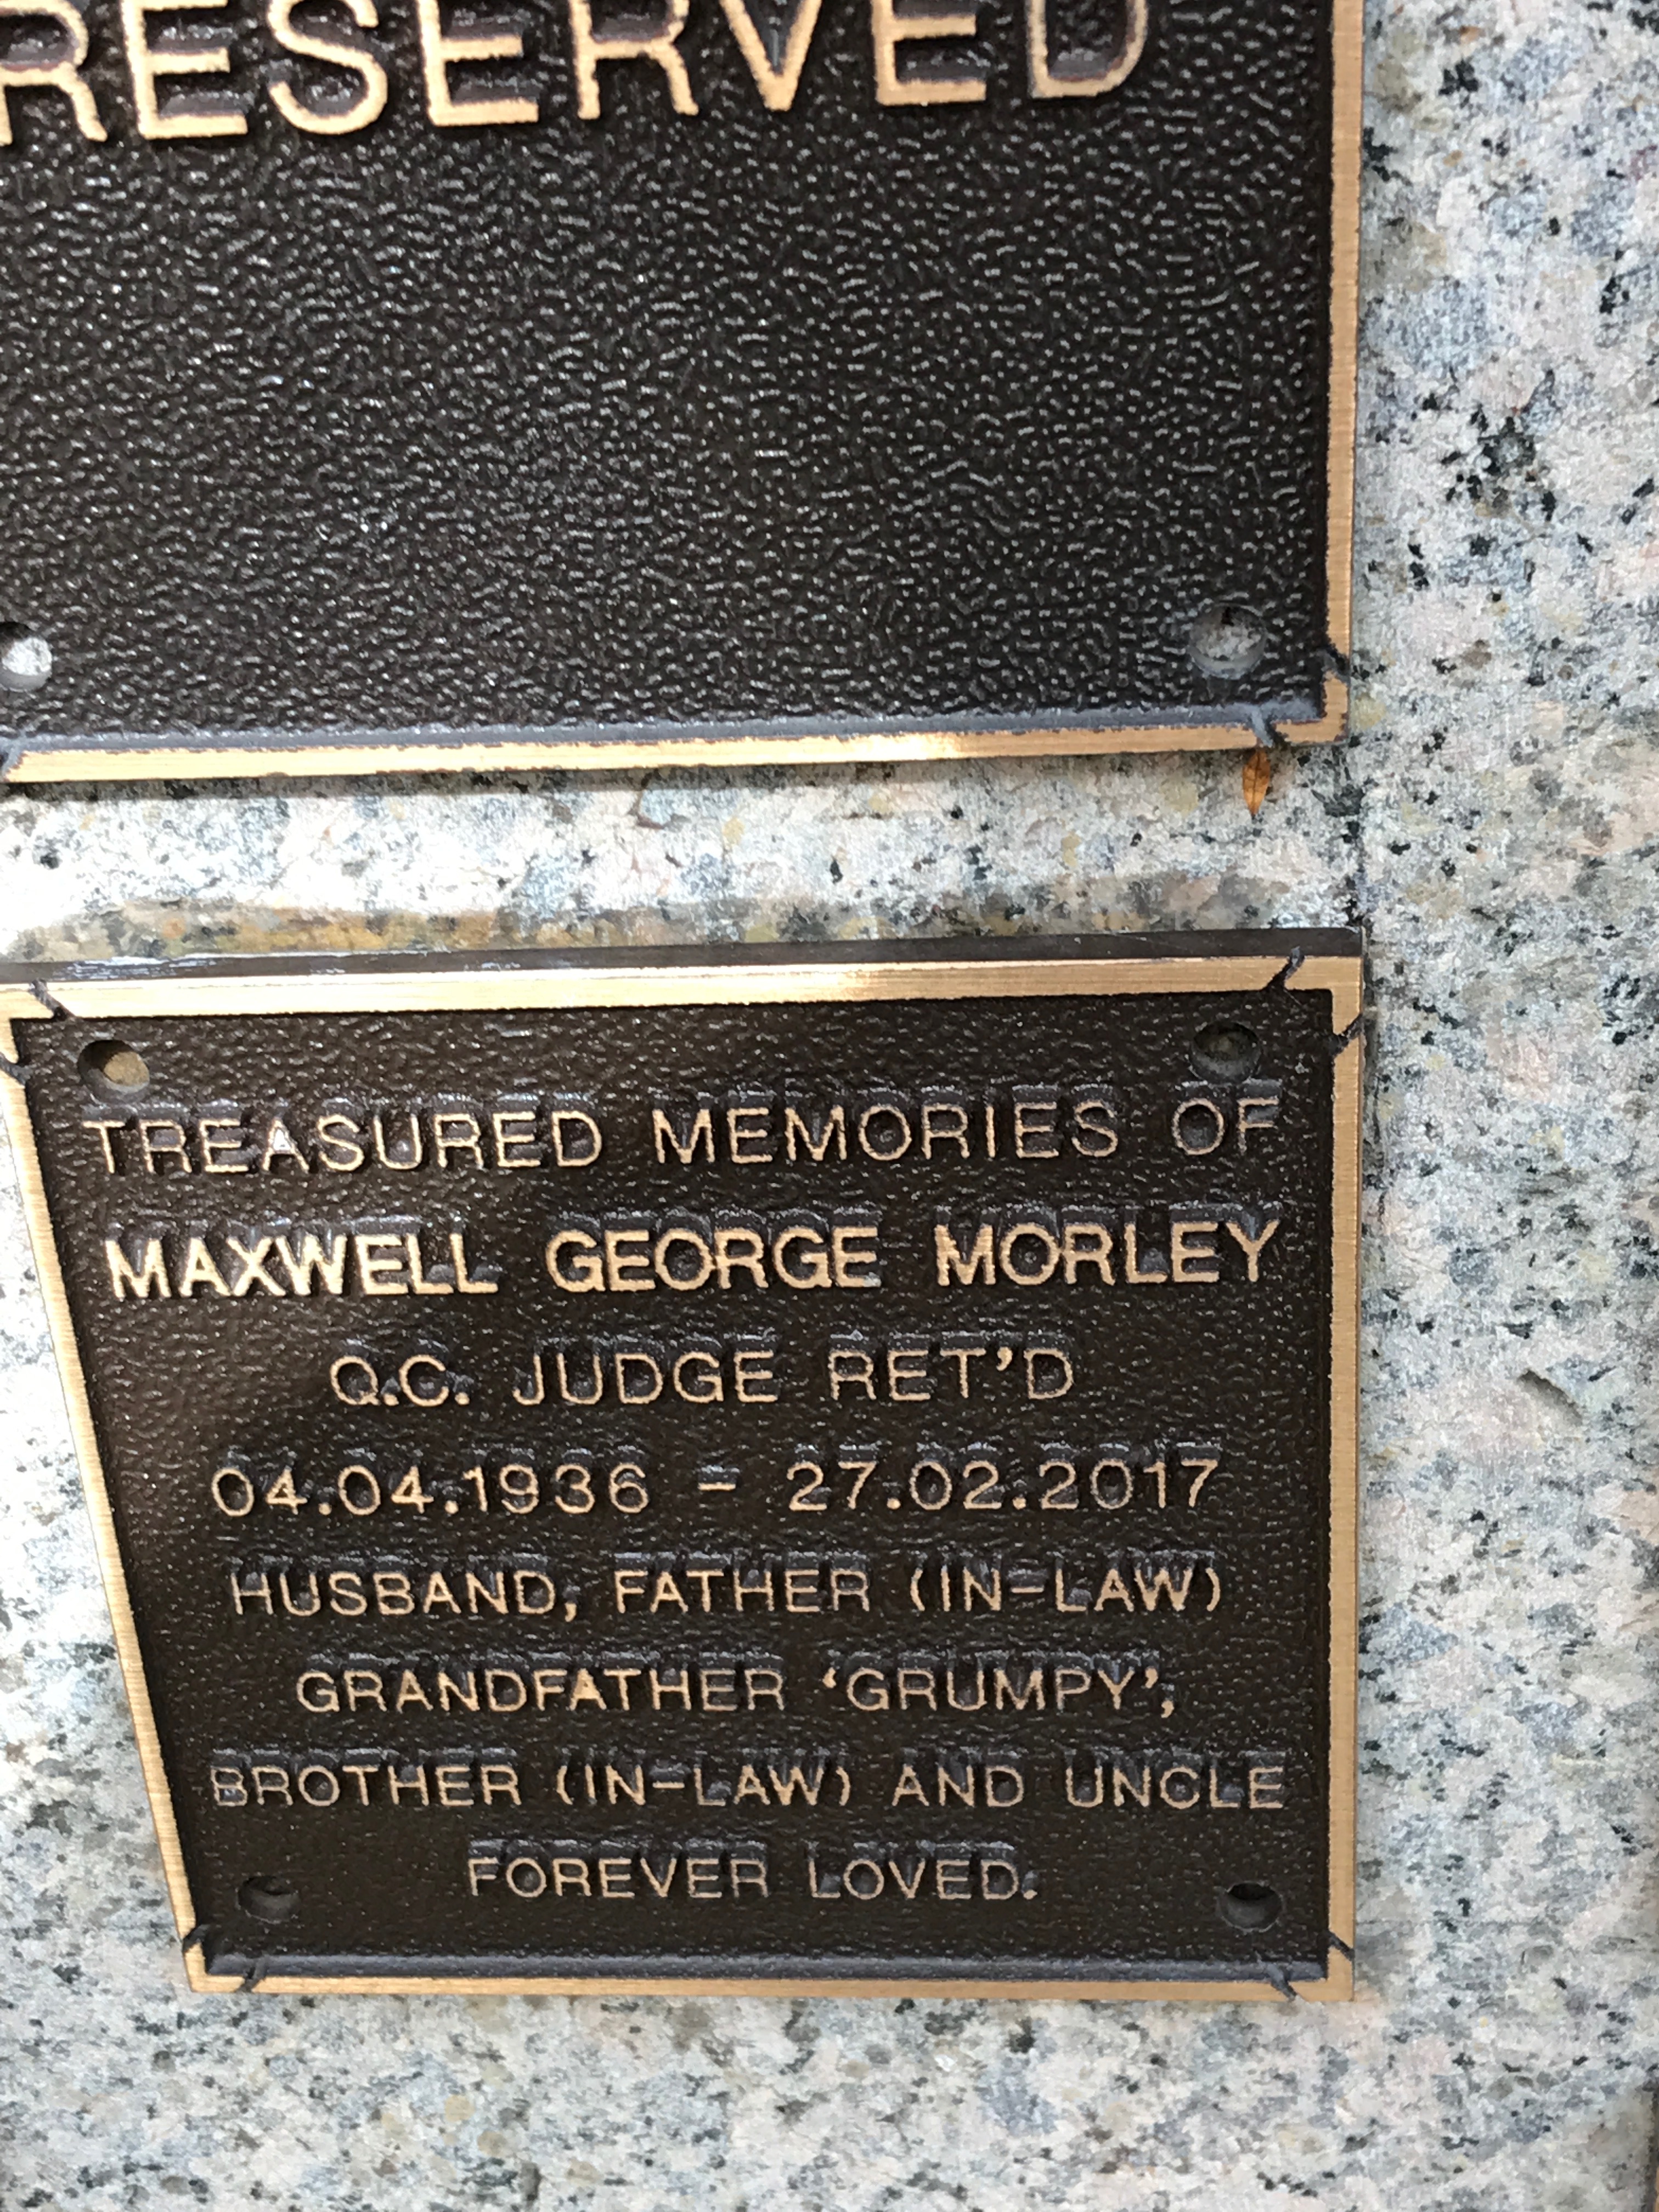 RESERVED
TREASURED MEMORIES OF
MAXWELL GEORGE MORLEY
Q.C. JUDGE RET'D
04.04.1936 – 27.02.2017
HUSBAND, FATHER (IN-LAW)
GRANDFATHER 'GRUMPY',
BROTHER (IN-LAW) AND UNCLE
FOREVER LOVED.